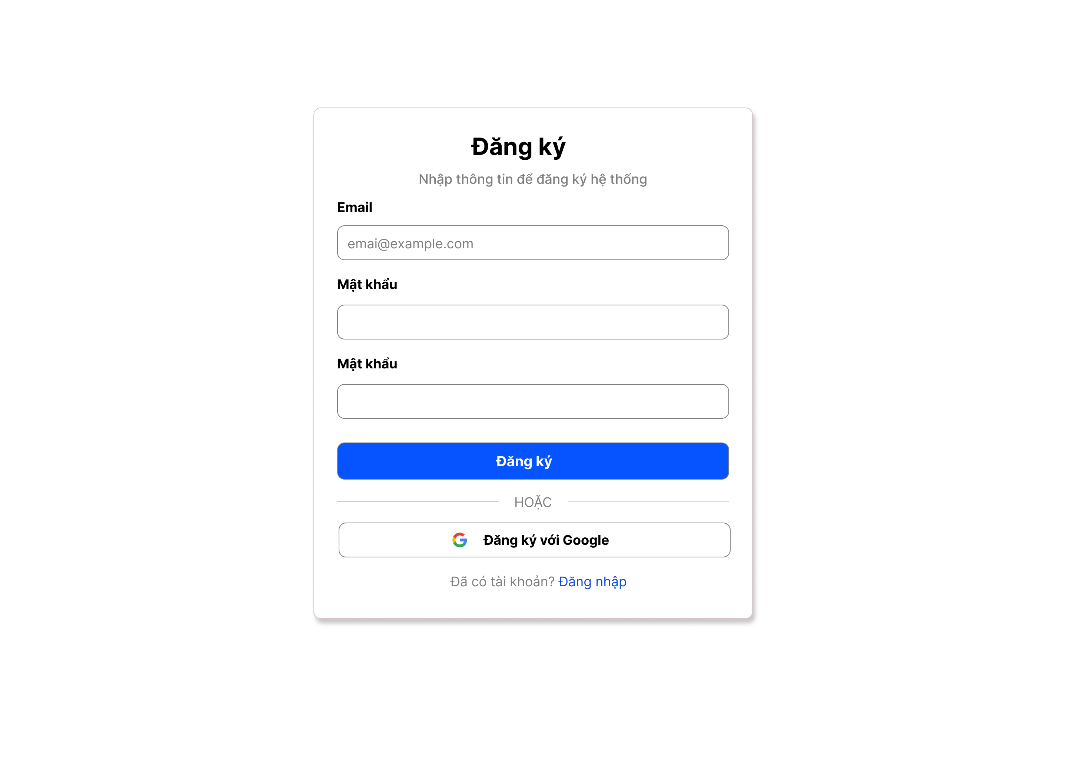 Đăng ký
Nhập thông tin để đăng ký hệ thống
Email
emai@example.com
Mật khẩu
Mật khẩu
Đăng ký
HOẶC
Đăng ký với Google
Đã có tài khoản? Đăng nhập